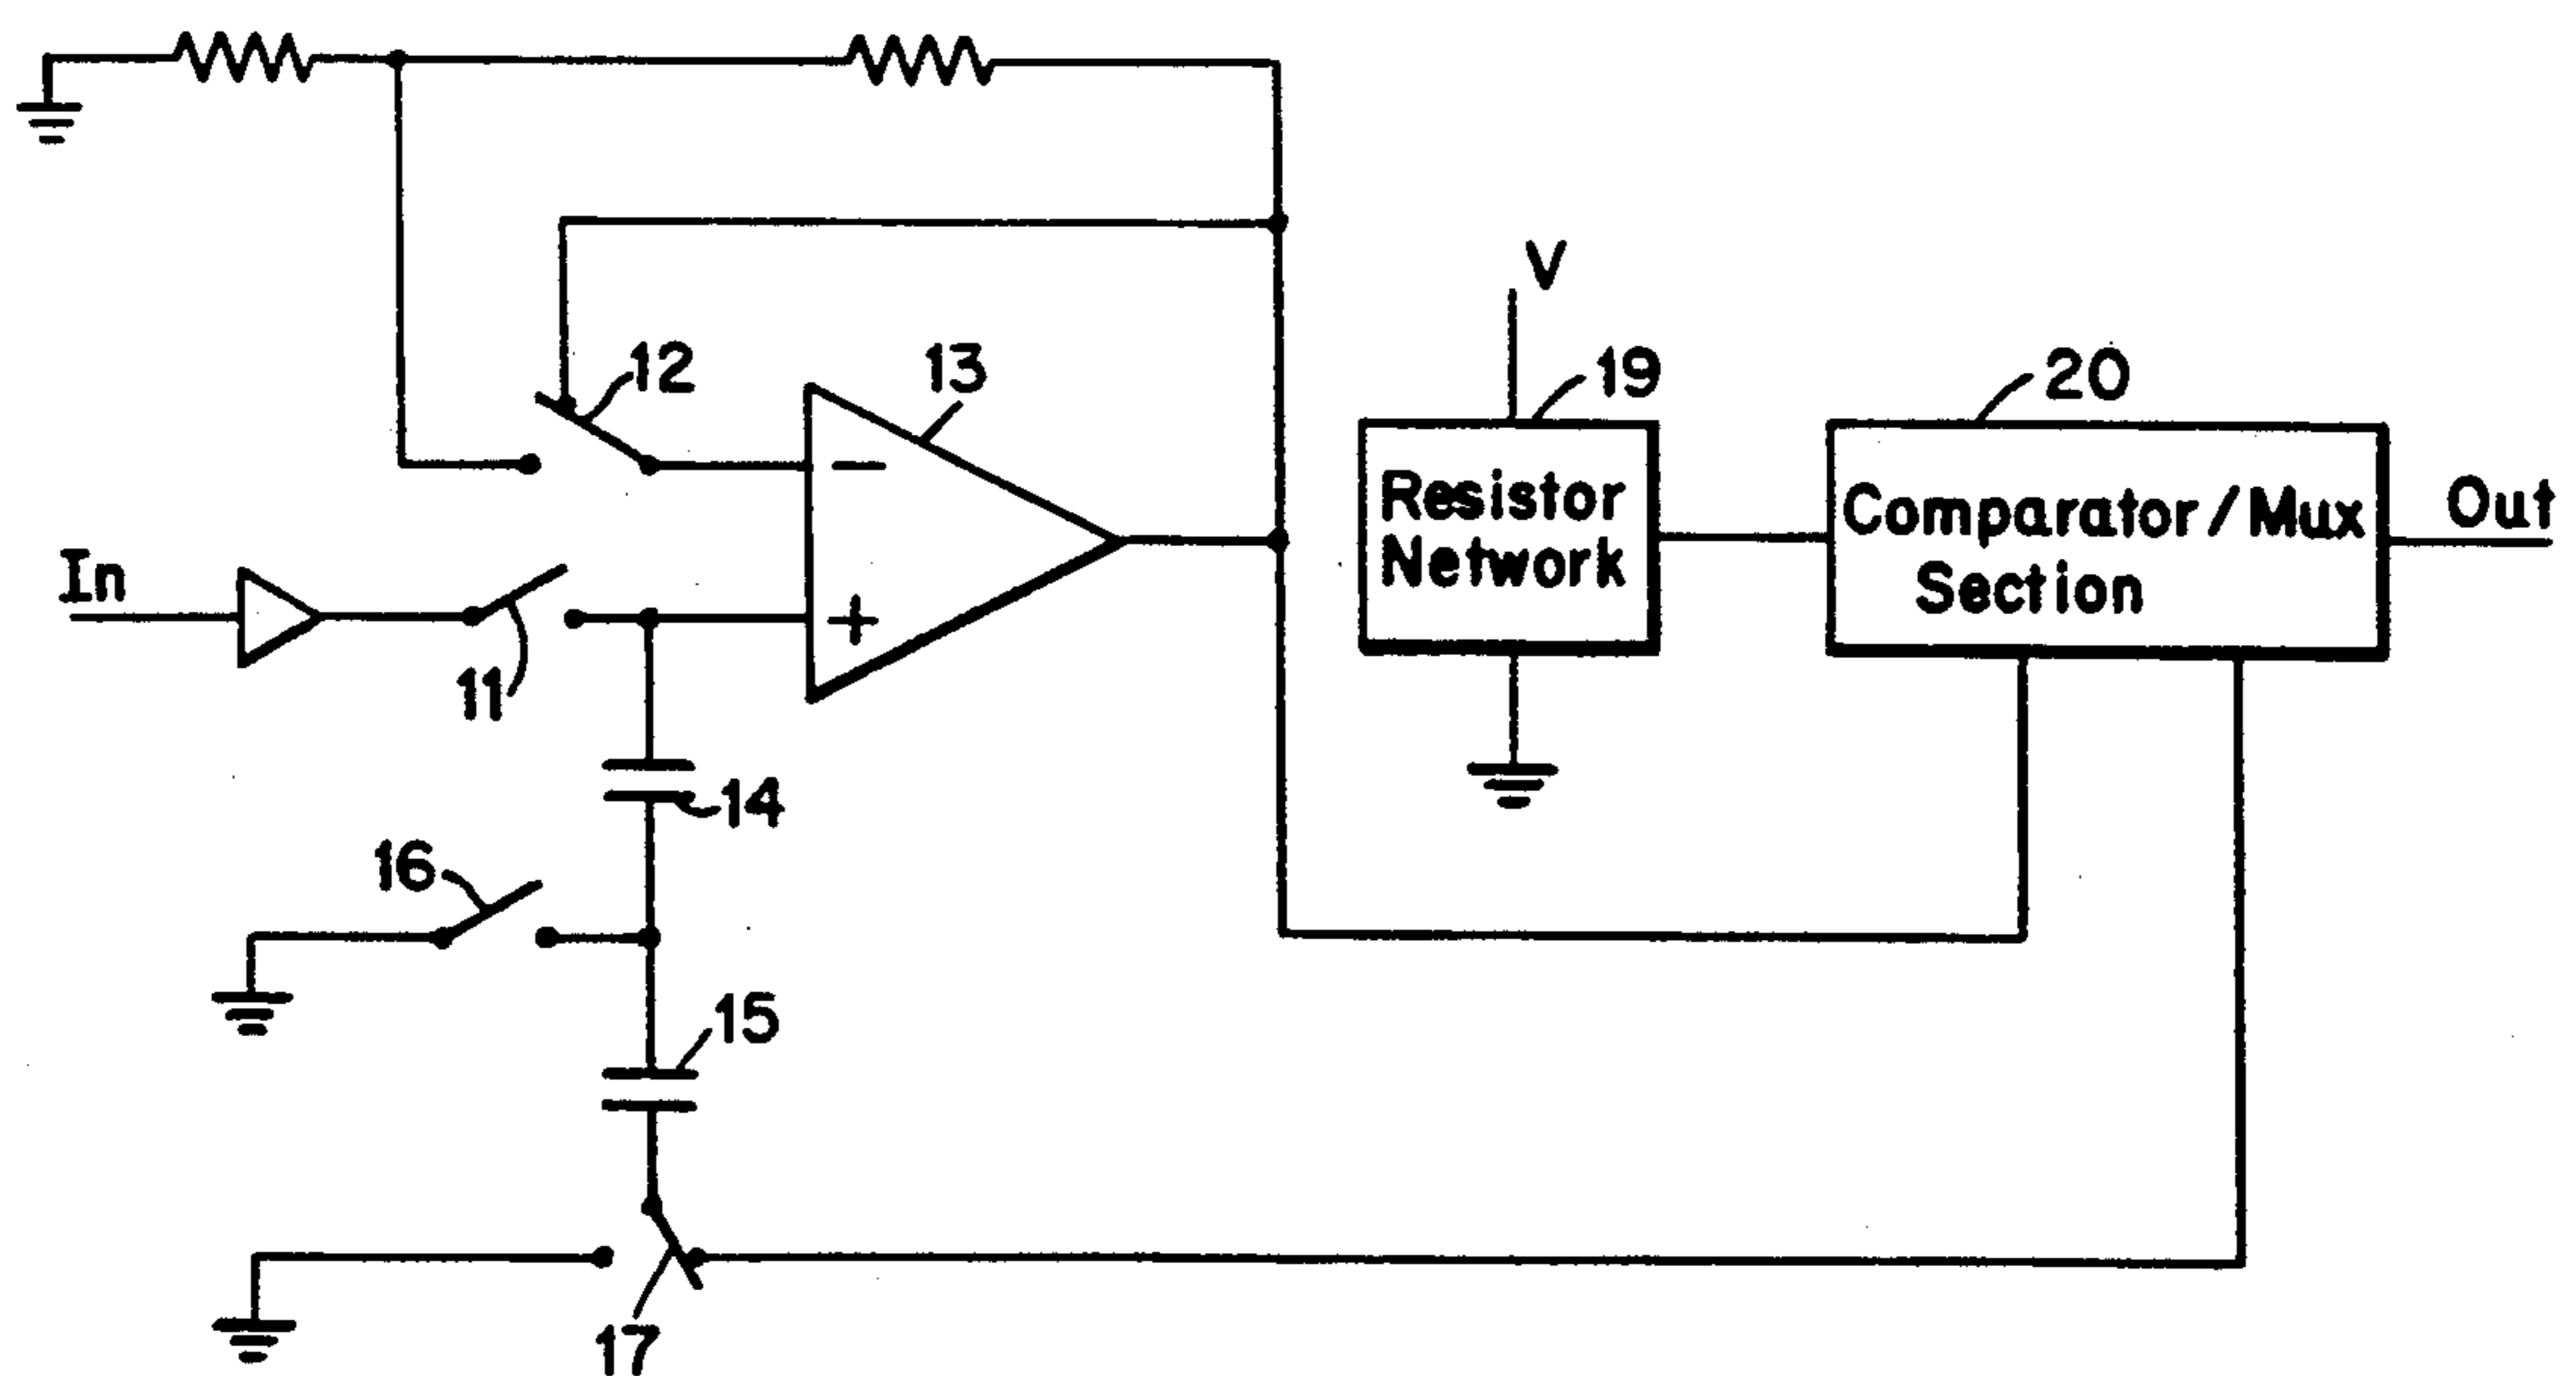 V
12
13
19
20
Resistor
Network
Comparator/Mux
Section
Out
In
−
+
11
14
16
15
17